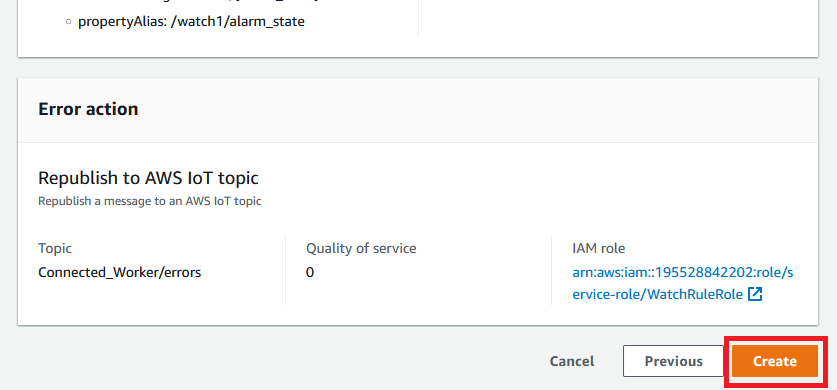 propertyAlias: /watch1/alarm_state
Error action
Republish to AWS IoT topic
Republish a message to an AWS IoT topic
Topic
Quality of service
IAM role
Connected_Worker/errors
0
arn:aws:iam::195528842202:role/s
ervice-role/WatchRuleRole
Cancel
Previous
Create